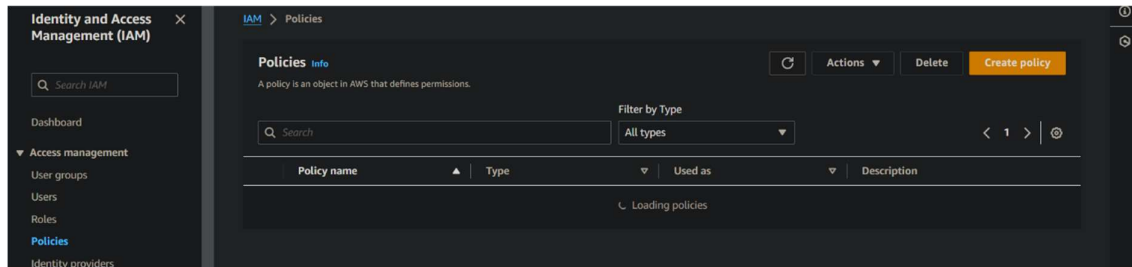 Identity and Access
Management (IAM)
Search IAM
Dashboard
Access management
User groups
Users
Roles
Policies
Identity providers
IAM > Policies
Policies Info
A policy is an object in AWS that defines permissions.
Actions
Delete
Create policy
Filter by Type
Search
All types
1
Policy name
Type
Used as
Description
Loading policies